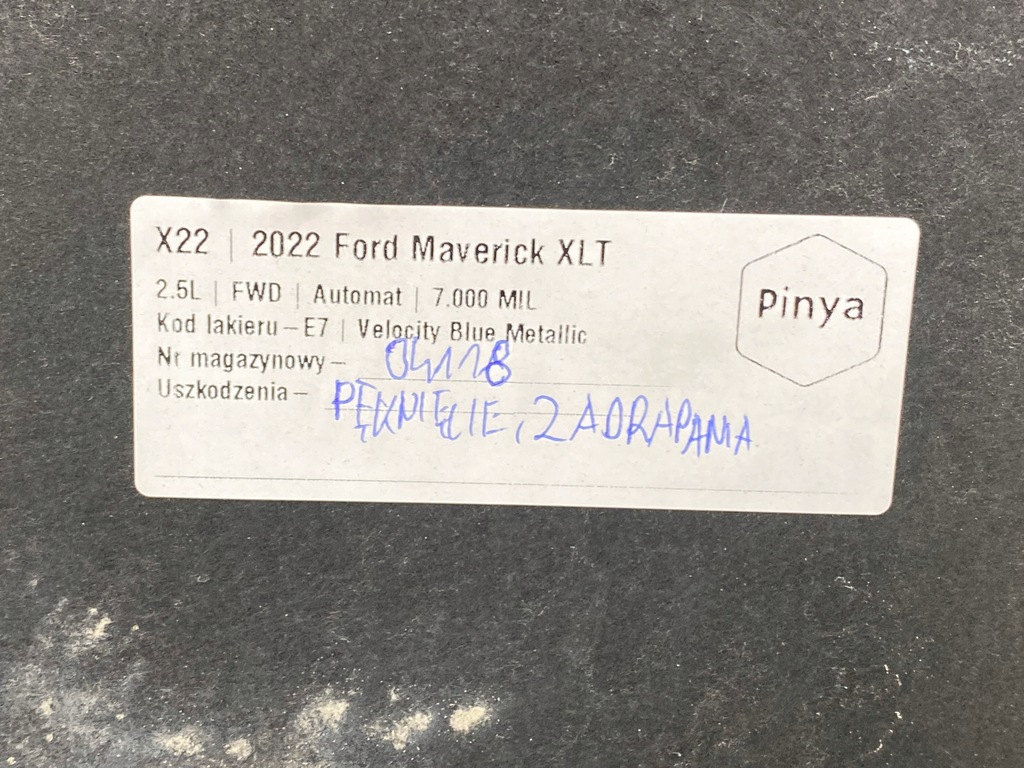 X22 | 2022 Ford Maverick XLT
2.5L | FWD | Automat | 7.000 MIL
Kod lakieru – E7 | Velocity Blue Metallic
Nr magazynowy – 04118
Uszkodzenia – PĘKNIĘCIE, ZADRAPANIA
Pinya